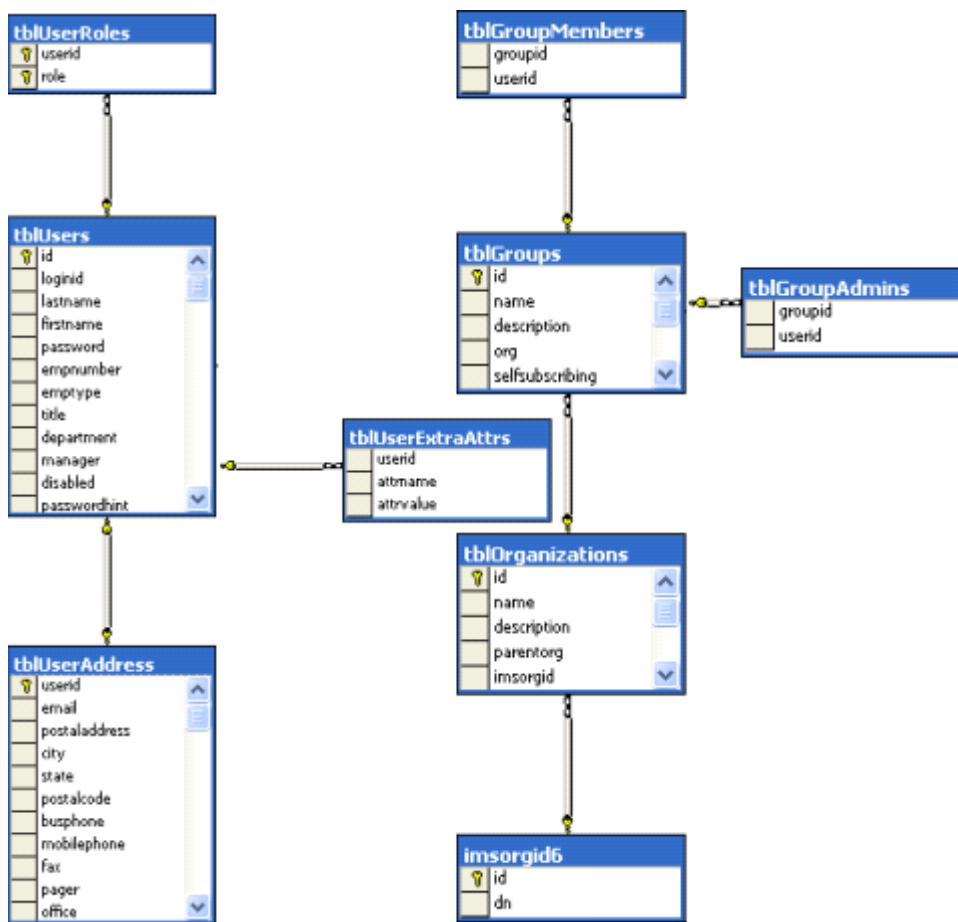 tblUserRoles
userid
role
tblGroupMembers
groupid
userid
tblUsers
id
loginid
lastname
firstname
password
empnumber
emptype
title
department
manager
disabled
passwordhint
tblGroups
id
name
description
org
selfsubscribing
tblGroupAdmins
groupid
userid
tblUserExtraAttrs
userid
attrname
attrvalue
tblOrganizations
id
name
description
parentorg
imsorgid
tblUserAddress
userid
email
postaladdress
city
state
postalcode
busphone
mobilephone
fax
pager
office
imsorgid6
id
dn